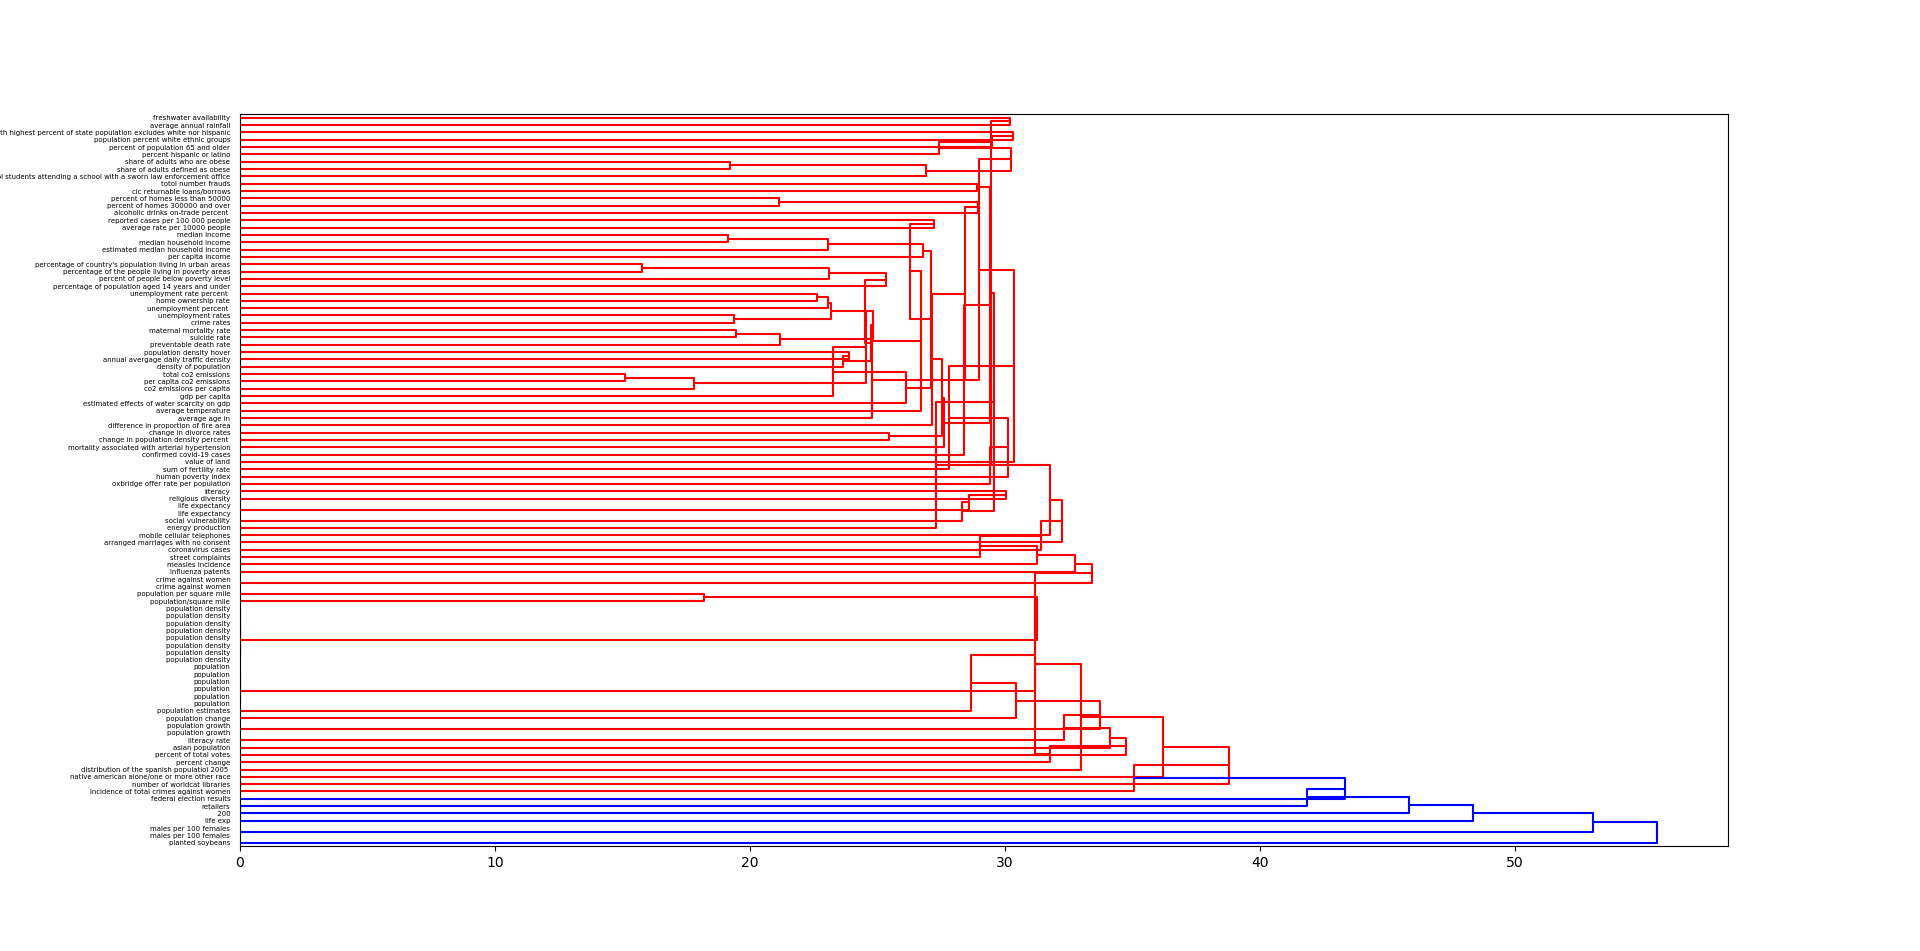 freshwater availability
average annual rainfall
th highest percent of state population excludes white nor hispanic
population percent white ethnic groups
percent of population 65 and older
percent hispanic or latino
share of adults who are obese
share of adults defined as obese
ol students attending a school with a sworn law enforcement office
totol number frauds
cic returnable loans/borrows
percent of homes less than 50000
percent of homes 300000 and over
alcoholic drinks on-trade percent
reported cases per 100 000 people
average rate per 10000 people
median income
median household income
estimated median household income
per capita income
percentage of country's population living in urban areas
percentage of the people living in poverty areas
percent of people below poverty level
percentage of population aged 14 years and under
unemployment rate percent
home ownership rate
unemployment percent
unemployment rates
crime rates
maternal mortality rate
suicide rate
preventable death rate
population density hover
annual avergage daily traffic density
density of population
total co2 emissions
per capita co2 emissions
co2 emissions per capita
gdp per capita
estimated effects of water scarcity on gdp
average temperature
average age in
difference in proportion of fire area
change in divorce rates
change in population density percent
mortality associated with arterial hypertension
confirmed covid-19 cases
value of land
sum of fertility rate
human poverty index
oxbridge offer rate per population
literacy
religious diversity
life expectancy
life expectancy
social vulnerability
energy production
mobile cellular telephones
arranged marriages with no consent
coronavirus cases
street complaints
measles incidence
influenza patents
crime against women
crime against women
population per square mile
population/square mile
population density
population density
population density
population density
population density
population density
population density
population density
population
population
population
population
population
population
population estimates
population change
population growth
population growth
literacy rate
asian population
percent of total votes
percent change
distribution of the spanish populatiol 2005
native american alone/one or more other race
number of worldcat libraries
incidence of total crimes against women
federal election results
retailers
200
life exp
males per 100 females
males per 100 females
planted soybeans
0 10 20 30 40 50